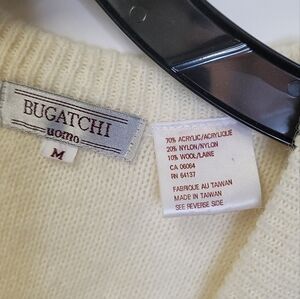 BUGATCHI
uomo
M
70% ACRYLIC/ACRYLIQUE
20% NYLON/NYLON
10% WOOL/LAINE
CA 06064
RN 64137
FABRIQUE AU TAIWAN
MADE IN TAIWAN
SEE REVERSE SIDE